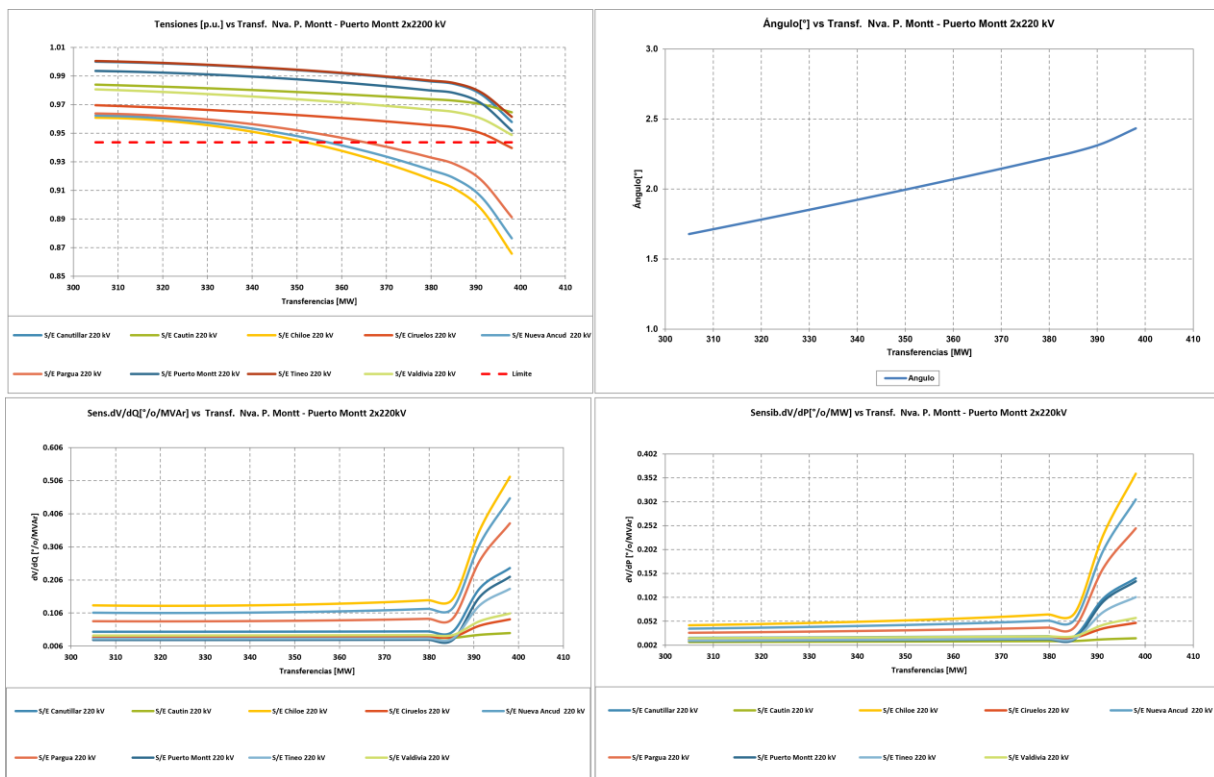 Tensiones [p.u.] vs Transf. Nva. P. Montt - Puerto Montt 2x2200 kV
1.01
0.99
0.97
0.95
0.93
0.91
0.89
0.87
0.85
300 310 320 330 340 350 360 370 380 390 400 410
Transferencias [MW]
S/E Canutillar 220 kV S/E Cautin 220 kV S/E Chiloe 220 kV S/E Ciruelos 220 kV S/E Nueva Ancud 220 kV
S/E Pargua 220 kV S/E Puerto Montt 220 kV S/E Tineo 220 kV S/E Valdivia 220 kV Límite
Ángulo[°] vs Transf. Nva. P. Montt - Puerto Montt 2x220 kV
Ángulo[°]
3.0
2.5
2.0
1.5
1.0
300 310 320 330 340 350 360 370 380 390 400 410
Transferencias [MW]
Angulo
Sens.dV/dQ[°/o/MVAr] vs Transf. Nva. P. Montt - Puerto Montt 2x220kV
dV/dQ [°/o/MVAr]
0.606
0.506
0.406
0.306
0.206
0.106
0.006
300 310 320 330 340 350 360 370 380 390 400 410
Transferencias [MW]
S/E Canutillar 220 kV S/E Cautin 220 kV S/E Chiloe 220 kV S/E Ciruelos 220 kV S/E Nueva Ancud 220 kV
S/E Pargua 220 kV S/E Puerto Montt 220 kV S/E Tineo 220 kV S/E Valdivia 220 kV
Sensib.dV/dP[°/o/MW] vs Transf. Nva. P. Montt - Puerto Montt 2x220kV
dV/dP [°/o/MVAr]
0.402
0.352
0.302
0.252
0.202
0.152
0.102
0.052
0.002
300 310 320 330 340 350 360 370 380 390 400 410
Transferencias [MW]
S/E Canutillar 220 kV S/E Cautin 220 kV S/E Chiloe 220 kV S/E Ciruelos 220 kV S/E Nueva Ancud 220 kV
S/E Pargua 220 kV S/E Puerto Montt 220 kV S/E Tineo 220 kV S/E Valdivia 220 kV